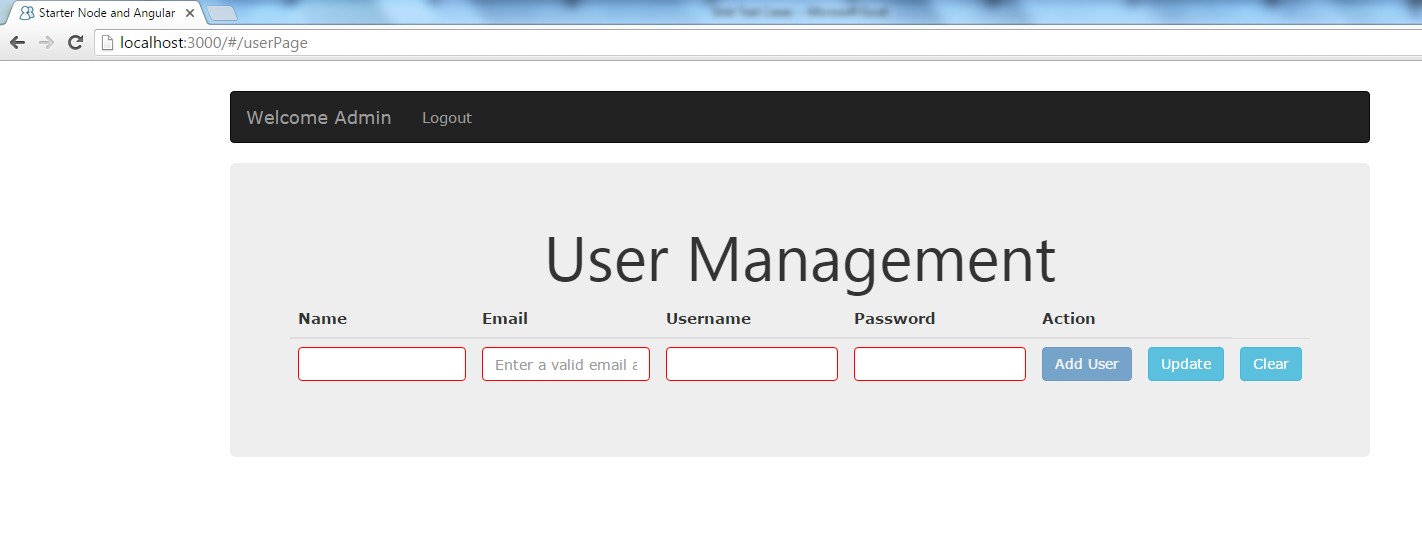 Starter Node and Angular
localhost:3000/#/userPage
Welcome Admin Logout
User Management
Name Email Username Password Action
Enter a valid email Add User Update Clear